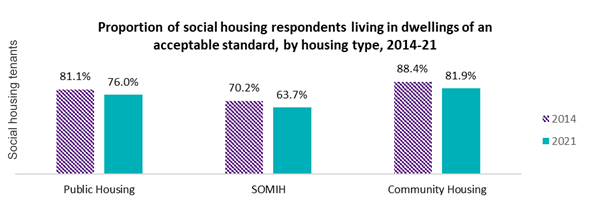 Proportion of social housing respondents living in dwellings of an
acceptable standard, by housing type, 2014-21
Social housing tenants
81.1% 76.0% 70.2% 63.7% 88.4% 81.9%
2014
2021
Public Housing SOMIH Community Housing